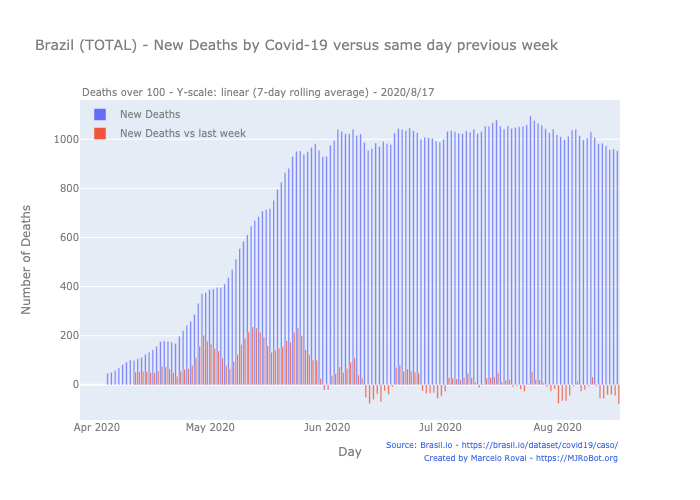 Brazil (TOTAL) - New Deaths by Covid-19 versus same day previous week
Deaths over 100 - Y-scale: linear (7-day rolling average) - 2020/8/17
New Deaths
New Deaths vs last week
1000
800
600
400
200
0
Number of Deaths
Apr 2020
May 2020
Jun 2020
Jul 2020
Aug 2020
Day
Source: Brasil.io - https://brasil.io/dataset/covid19/caso/
Created by Marcelo Rovai - https://MJRoBot.org